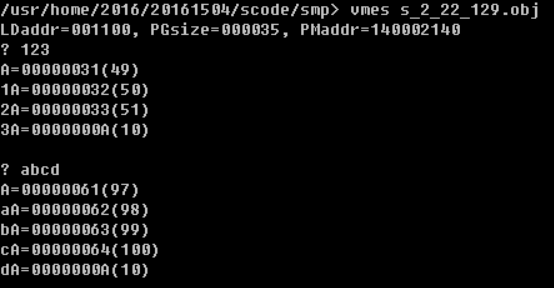 /usr/home/2016/20161504/scode/smp> vmes s_2_22_129.obj
LDaddr=001100, PGsize=000035, PMaddr=140002140
? 123
A=00000031(49)
1A=00000032(50)
2A=00000033(51)
3A=0000000A(10)
? abcd
A=00000061(97)
aA=00000062(98)
bA=00000063(99)
cA=00000064(100)
dA=0000000A(10)